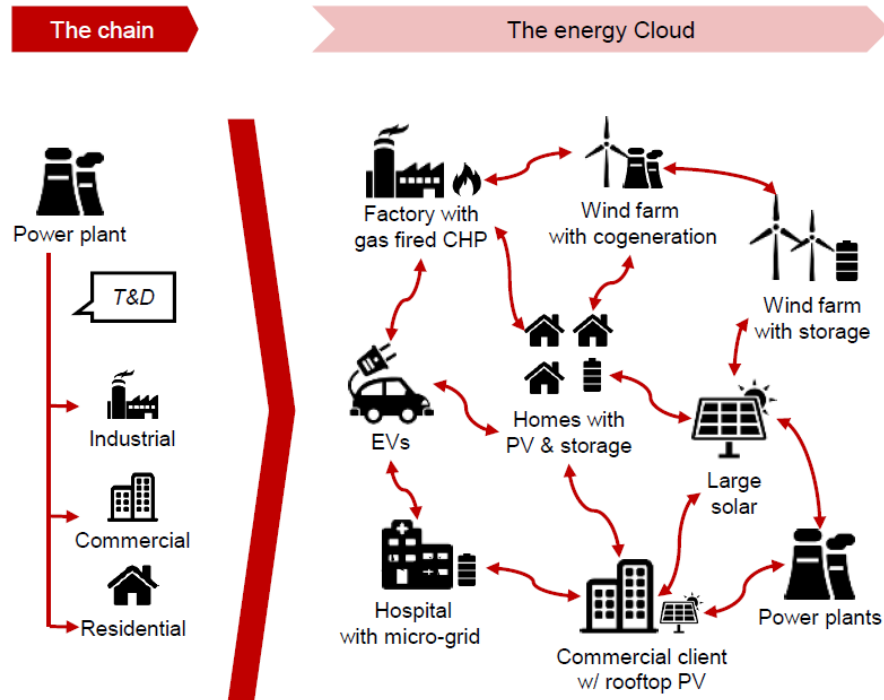 The chain
The energy Cloud
Power plant
T&D
Industrial
Commercial
Residential
Factory with
gas fired CHP
Wind farm
with cogeneration
Wind farm
with storage
EVs
Homes with
PV & storage
Large
solar
Hospital
with micro-grid
Commercial client
w/ rooftop PV
Power plants